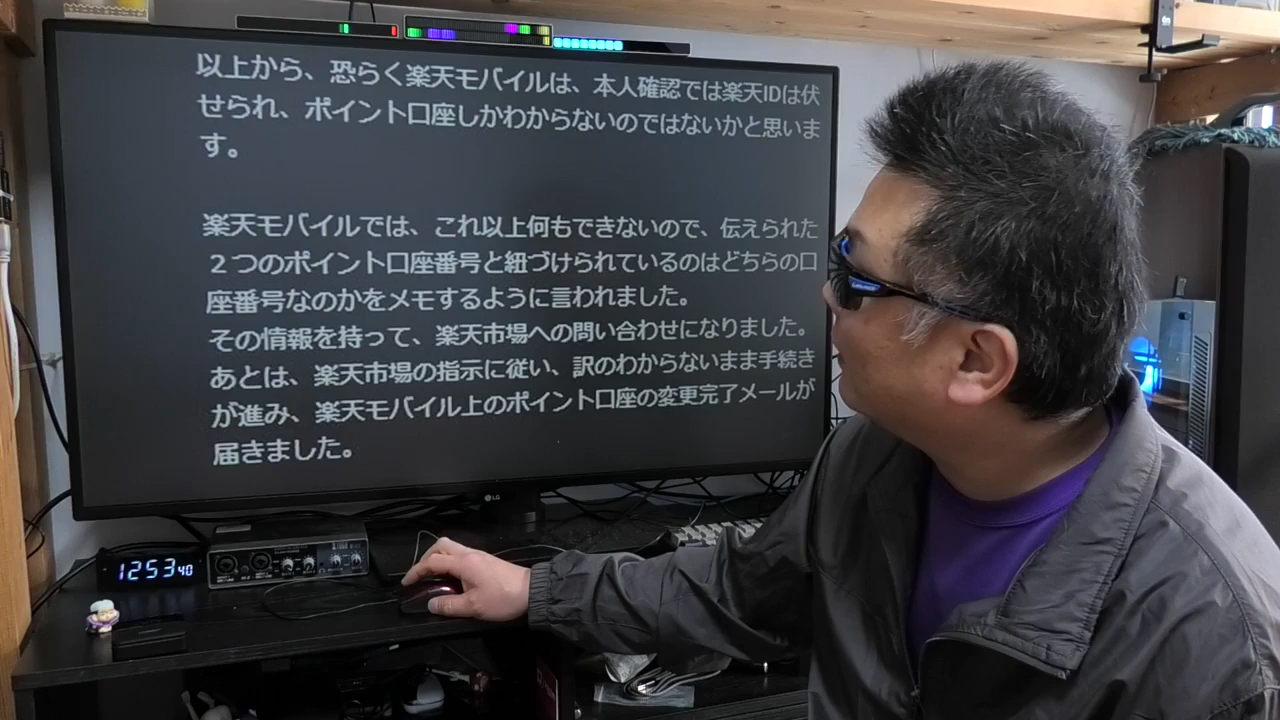 以上から、恐らく楽天モバイルは、本人確認では楽天IDは伏
せられ、ポイント口座しかわからないのではないかと思いま
す。
楽天モバイルでは、これ以上何もできないので、伝えられた
２つのポイント口座番号と紐づけられているのはどちらの口
座番号なのかをメモするように言われました。
その情報を持って、楽天市場への問い合わせになりました。
あとは、楽天市場の指示に従い、訳のわからないまま手続き
が進み、楽天モバイル上のポイント口座の変更完了メールが
届きました。
LG
12 53 40